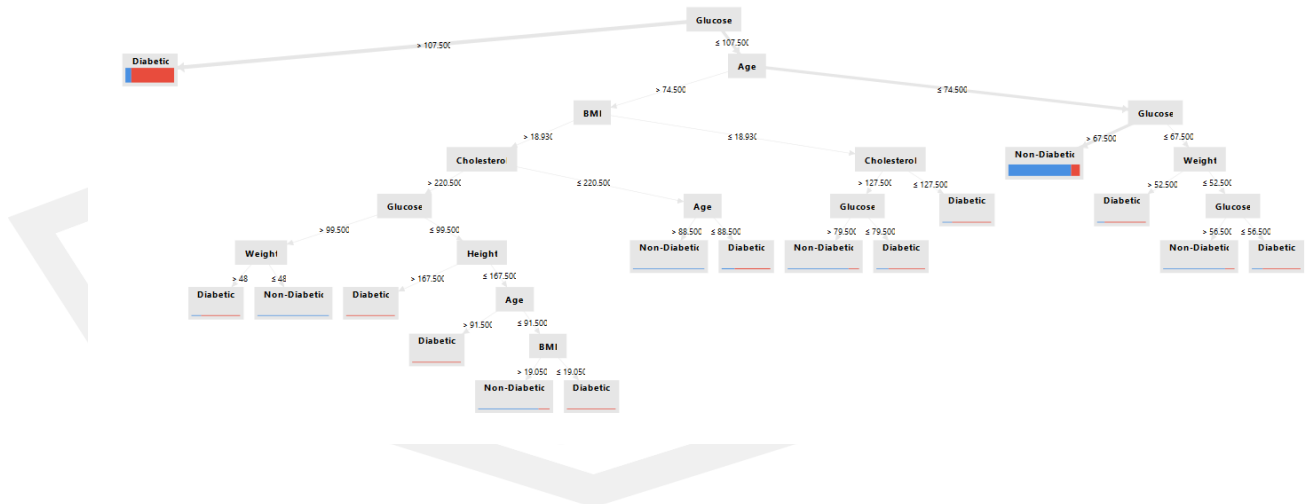 Glucose
> 107.500
≤ 107.500
Diabetic
Age
> 74.500
≤ 74.500
BMI
Glucose
> 18.930
≤ 18.930
> 67.500
≤ 67.500
Cholesterol
Cholesterol
Non-Diabetic
Weight
> 220.500
≤ 220.500
> 127.500
≤ 127.500
> 52.500
≤ 52.500
Glucose
Age
Glucose
Diabetic
Diabetic
Glucose
> 99.500
≤ 99.500
> 88.500
≤ 88.500
> 79.500
≤ 79.500
> 56.500
≤ 56.500
Weight
Height
Non-Diabetic
Diabetic
Non-Diabetic
Diabetic
Non-Diabetic
Diabetic
> 48
≤ 48
> 167.500
≤ 167.500
Diabetic
Non-Diabetic
Diabetic
Age
> 91.500
≤ 91.500
Diabetic
BMI
> 19.050
≤ 19.050
Non-Diabetic
Diabetic